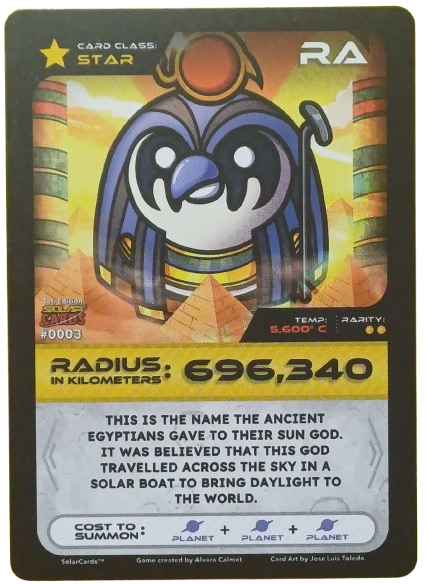 CARD CLASS:
STAR
RA
1st. Edition
SOLAR
CARDS
#0003
TEMP:
5,600° C
RARITY:
RADIUS
IN KILOMETERS: 696,340
THIS IS THE NAME THE ANCIENT
EGYPTIANS GAVE TO THEIR SUN GOD.
IT WAS BELIEVED THAT THIS GOD
TRAVELLED ACROSS THE SKY IN A
SOLAR BOAT TO BRING DAYLIGHT TO
THE WORLD.
COST TO
SUMMON: PLANET + PLANET + PLANET
SolarCards™ Game created by Alvaro Calmet Card Art by Jose Luis Toledo